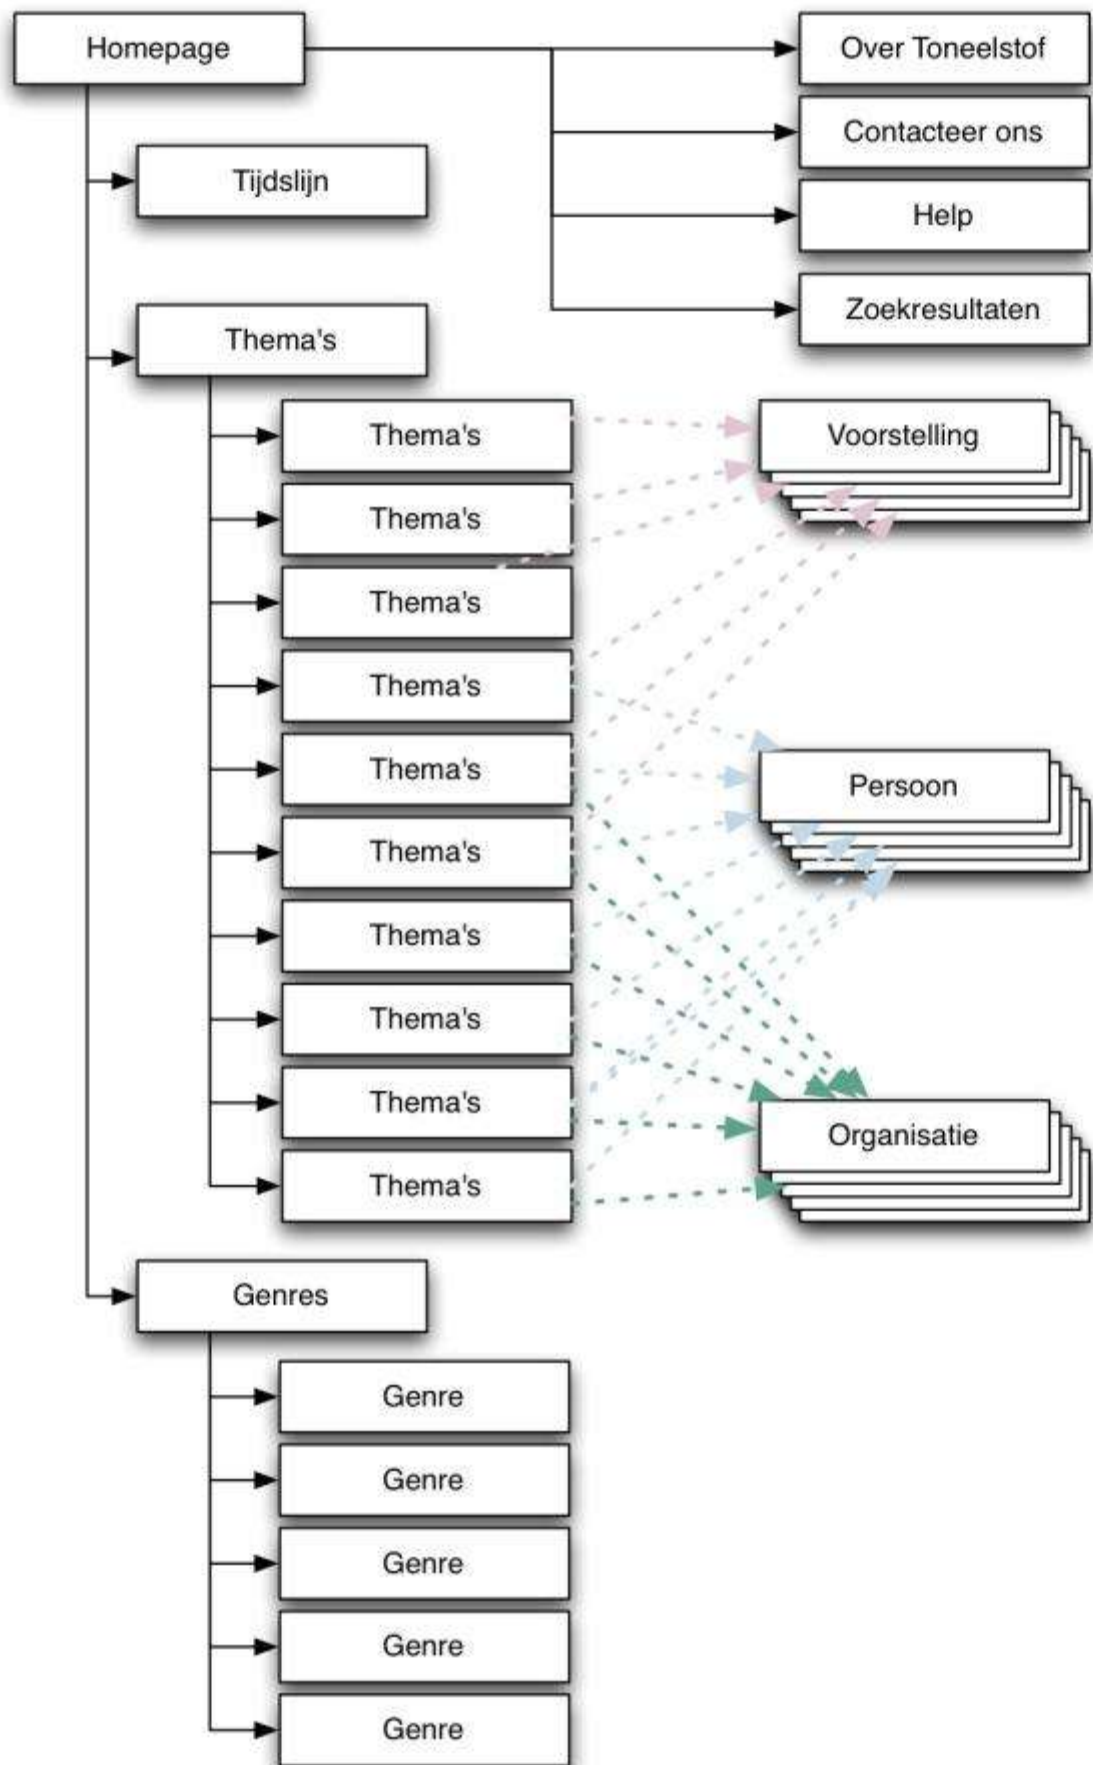 Homepage
Over Toneelstof
Contacteer ons
Tijdslijn
Help
Zoekresultaten
Thema's
Thema's
Voorstelling
Thema's
Thema's
Thema's
Thema's
Persoon
Thema's
Thema's
Thema's
Thema's
Organisatie
Thema's
Genres
Genre
Genre
Genre
Genre
Genre